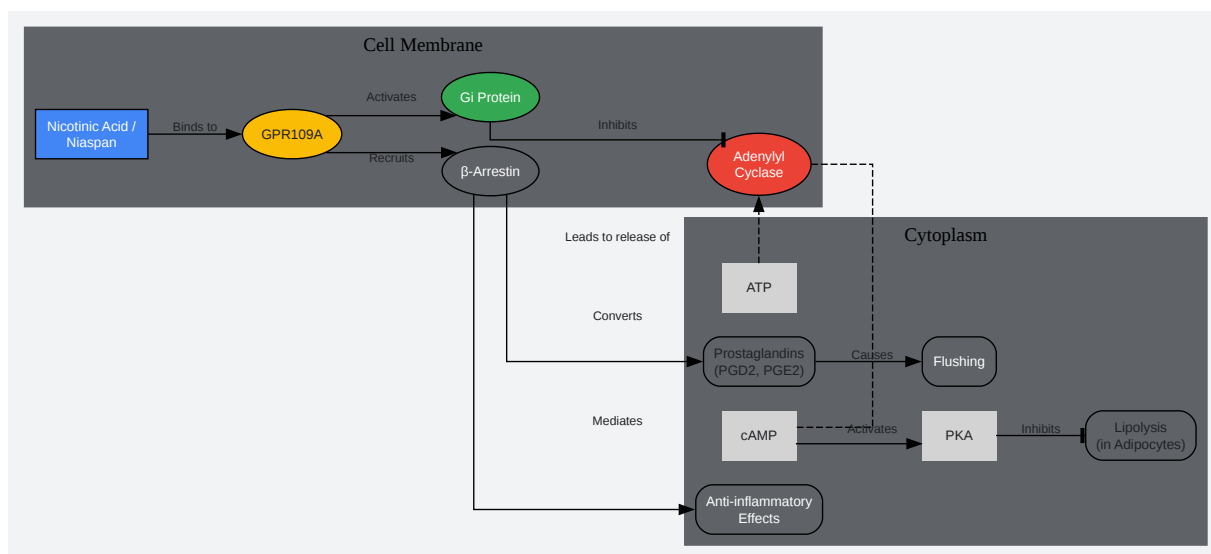 Cell Membrane
Nicotinic Acid /
Niaspan
Binds to
GPR109A
Activates
Recruits
Gi Protein
β-Arrestin
Inhibits
Adenylyl
Cyclase
Leads to release of
Converts
Mediates
Cytoplasm
ATP
Prostaglandins
(PGD2, PGE2)
Causes
Flushing
cAMP
Activates
PKA
Inhibits
Lipolysis
(in Adipocytes)
Anti-inflammatory
Effects